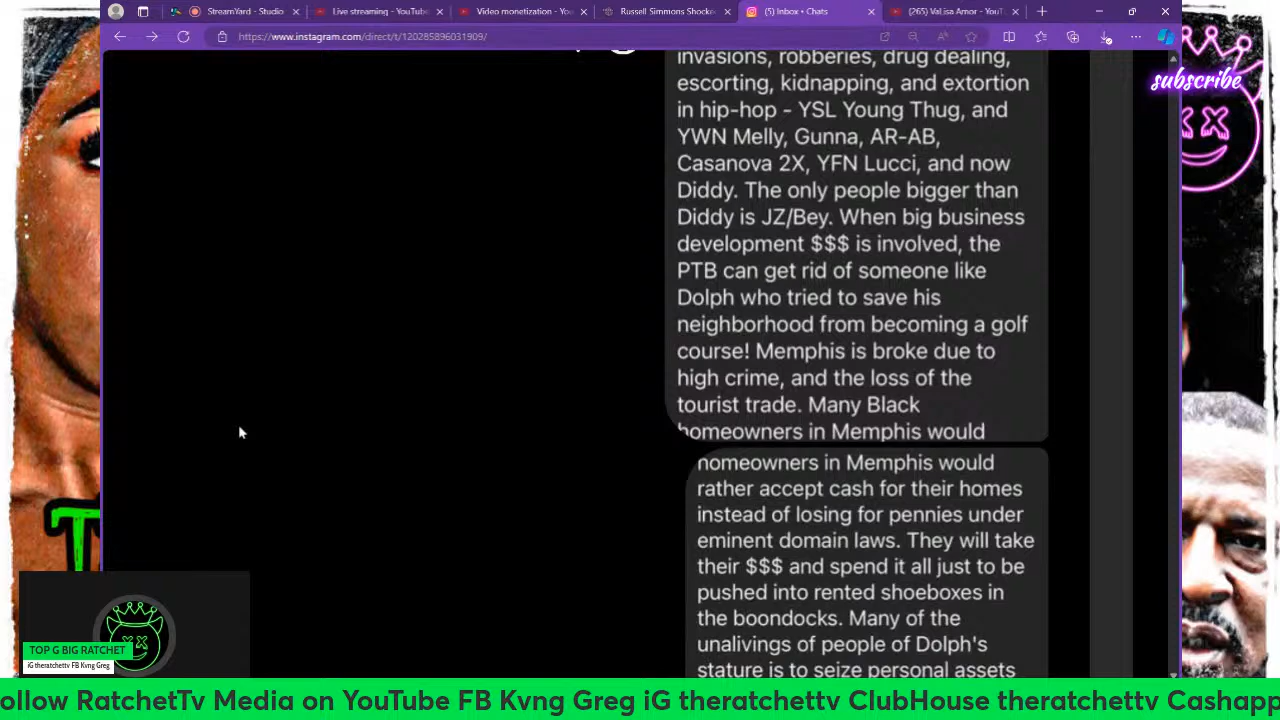 StreamYard - Studio
Live streaming - YouTube
Russell Simmons
• Chats
https://www.instagram.com/direct/t/1202858960319090
invasions, robberies, drug dealing,
escorting, kidnapping, and extortion
in hip-hop - YSL Young Thug, and
YWN Melly, Gunna, AR-AB,
Casanova 2X, YFN Lucci, and now
Diddy. The only people bigger than
Diddy is JZ/Bey. When big business
development $$$ is involved, the
PTB can get rid of someone like
Dolph who tried to save his
neighborhood from becoming a golf
course! Memphis is broke due to
high crime, and the loss of the
tourist trade. Many Black
homeowners in Memphis would
homeowners in Memphis would
rather accept cash for their homes
instead of losing for pennies under
eminent domain laws. They will take
their $$$ and spend it all just to be
pushed into rented shoeboxes in
the boondocks. Many of the
unalivings of people of Dolph's
stature is to seize personal assets
subscribe
TOP G BIG RATCHET
iG theratchettv FB Kvng Greg
ollow RatchetTv Media on YouTube FB Kvng Greg iG theratchettv ClubHouse theratchettv Cashapp